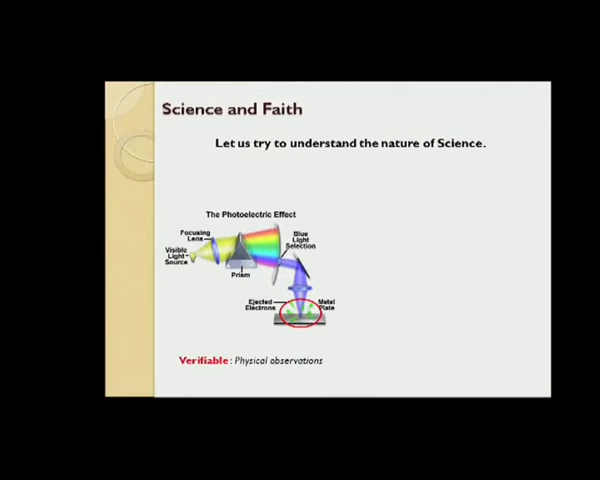 Science and Faith
Let us try to understand the nature of Science.
The Photoelectric Effect
Focusing
Lens
Visible
Light
Source
Prism
Blue
Light
Selection
Ejected
Electrons
Metal
Plate
Verifiable : Physical observations